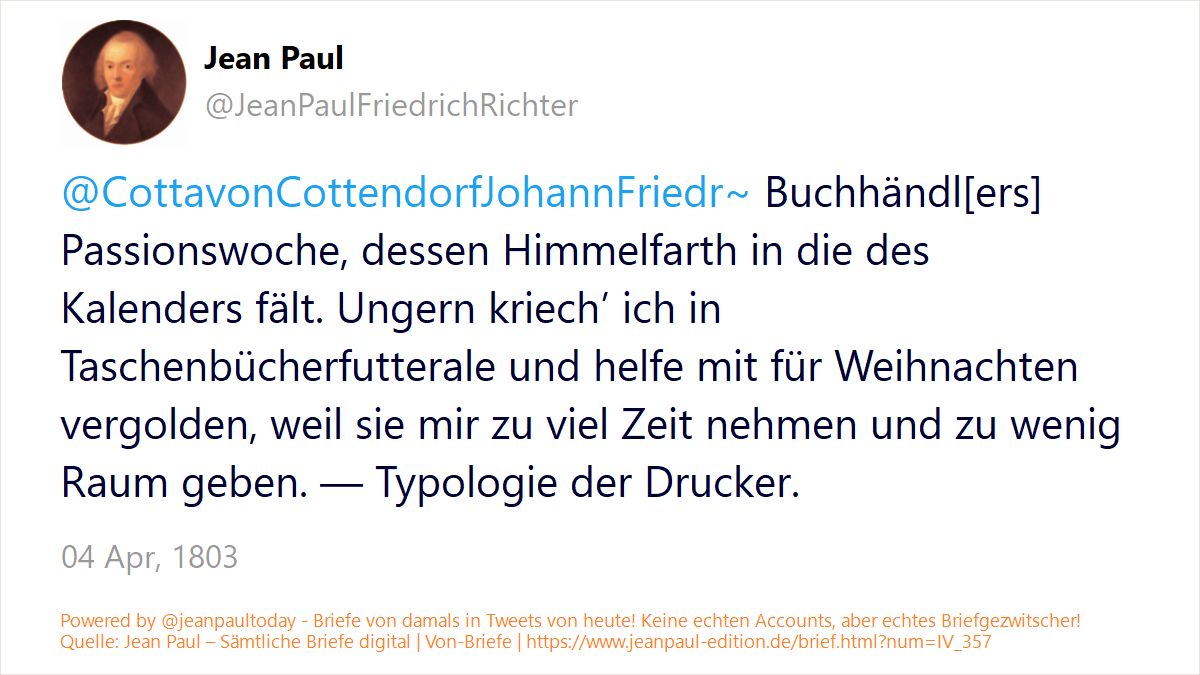 Jean Paul
@JeanPaulFriedrichRichter
@CottavonCottendorfJohannFriedr~ Buchhändl[ers]
Passionswoche, dessen Himmelfarth in die des
Kalenders fält. Ungern kriech’ ich in
Taschenbücherfutterale und helfe mit für Weihnachten
vergolden, weil sie mir zu viel Zeit nehmen und zu wenig
Raum geben. — Typologie der Drucker.
04 Apr, 1803
Powered by @jeanpaultoday - Briefe von damals in Tweets von heute! Keine echten Accounts, aber echtes Briefgezwitscher!
Quelle: Jean Paul – Sämtliche Briefe digital | Von-Briefe | https://www.jeanpaul-edition.de/brief.html?num=IV_357